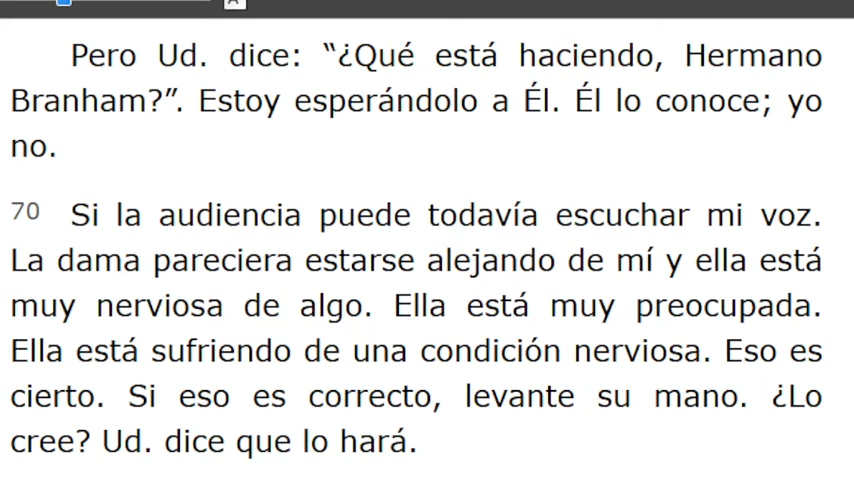 Pero Ud. dice: “¿Qué está haciendo, Hermano
Branham?”. Estoy esperándolo a Él. Él lo conoce; yo
no.
70 Si la audiencia puede todavía escuchar mi voz.
La dama pareciera estarse alejando de mí y ella está
muy nerviosa de algo. Ella está muy preocupada.
Ella está sufriendo de una condición nerviosa. Eso es
cierto. Si eso es correcto, levante su mano. ¿Lo
cree? Ud. dice que lo hará.